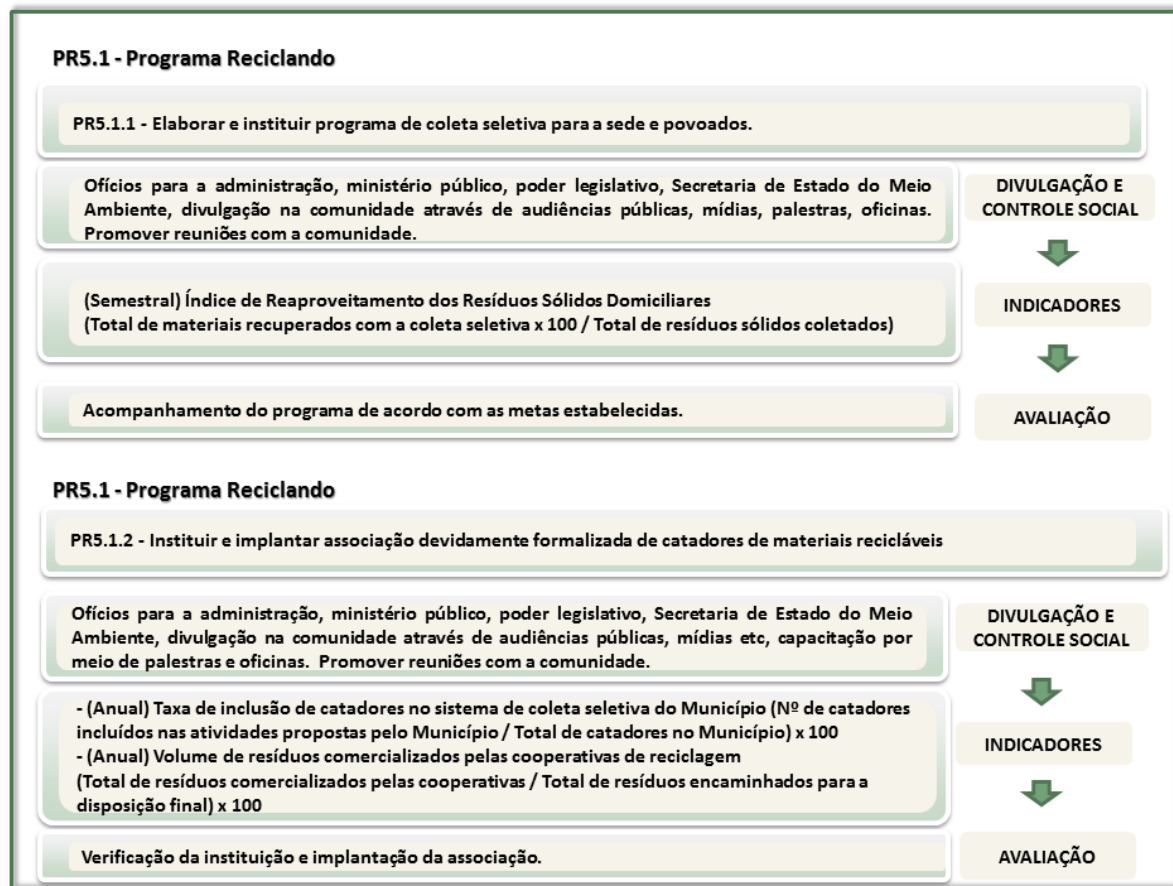 PR5.1 - Programa Reciclando
PR5.1.1 - Elaborar e instituir programa de coleta seletiva para a sede e povoados.
Ofícios para a administração, ministério público, poder legislativo, Secretaria de Estado do Meio
Ambiente, divulgação na comunidade através de audiências públicas, mídias, palestras, oficinas.
Promover reuniões com a comunidade.
DIVULGAÇÃO E
CONTROLE SOCIAL
(Semestral) Índice de Reaproveitamento dos Resíduos Sólidos Domiciliares
(Total de materiais recuperados com a coleta seletiva x 100 / Total de resíduos sólidos coletados)
INDICADORES
Acompanhamento do programa de acordo com as metas estabelecidas.
AVALIAÇÃO
PR5.1 - Programa Reciclando
PR5.1.2 - Instituir e implantar associação devidamente formalizada de catadores de materiais recicláveis
Ofícios para a administração, ministério público, poder legislativo, Secretaria de Estado do Meio
Ambiente, divulgação na comunidade através de audiências públicas, mídias etc, capacitação por
meio de palestras e oficinas. Promover reuniões com a comunidade.
DIVULGAÇÃO E
CONTROLE SOCIAL
- (Anual) Taxa de inclusão de catadores no sistema de coleta seletiva do Município (Nº de catadores
incluídos nas atividades propostas pelo Município / Total de catadores no Município) x 100
- (Anual) Volume de resíduos comercializados pelas cooperativas de reciclagem
(Total de resíduos comercializados pelas cooperativas / Total de resíduos encaminhados para a
disposição final) x 100
INDICADORES
Verificação da instituição e implantação da associação.
AVALIAÇÃO